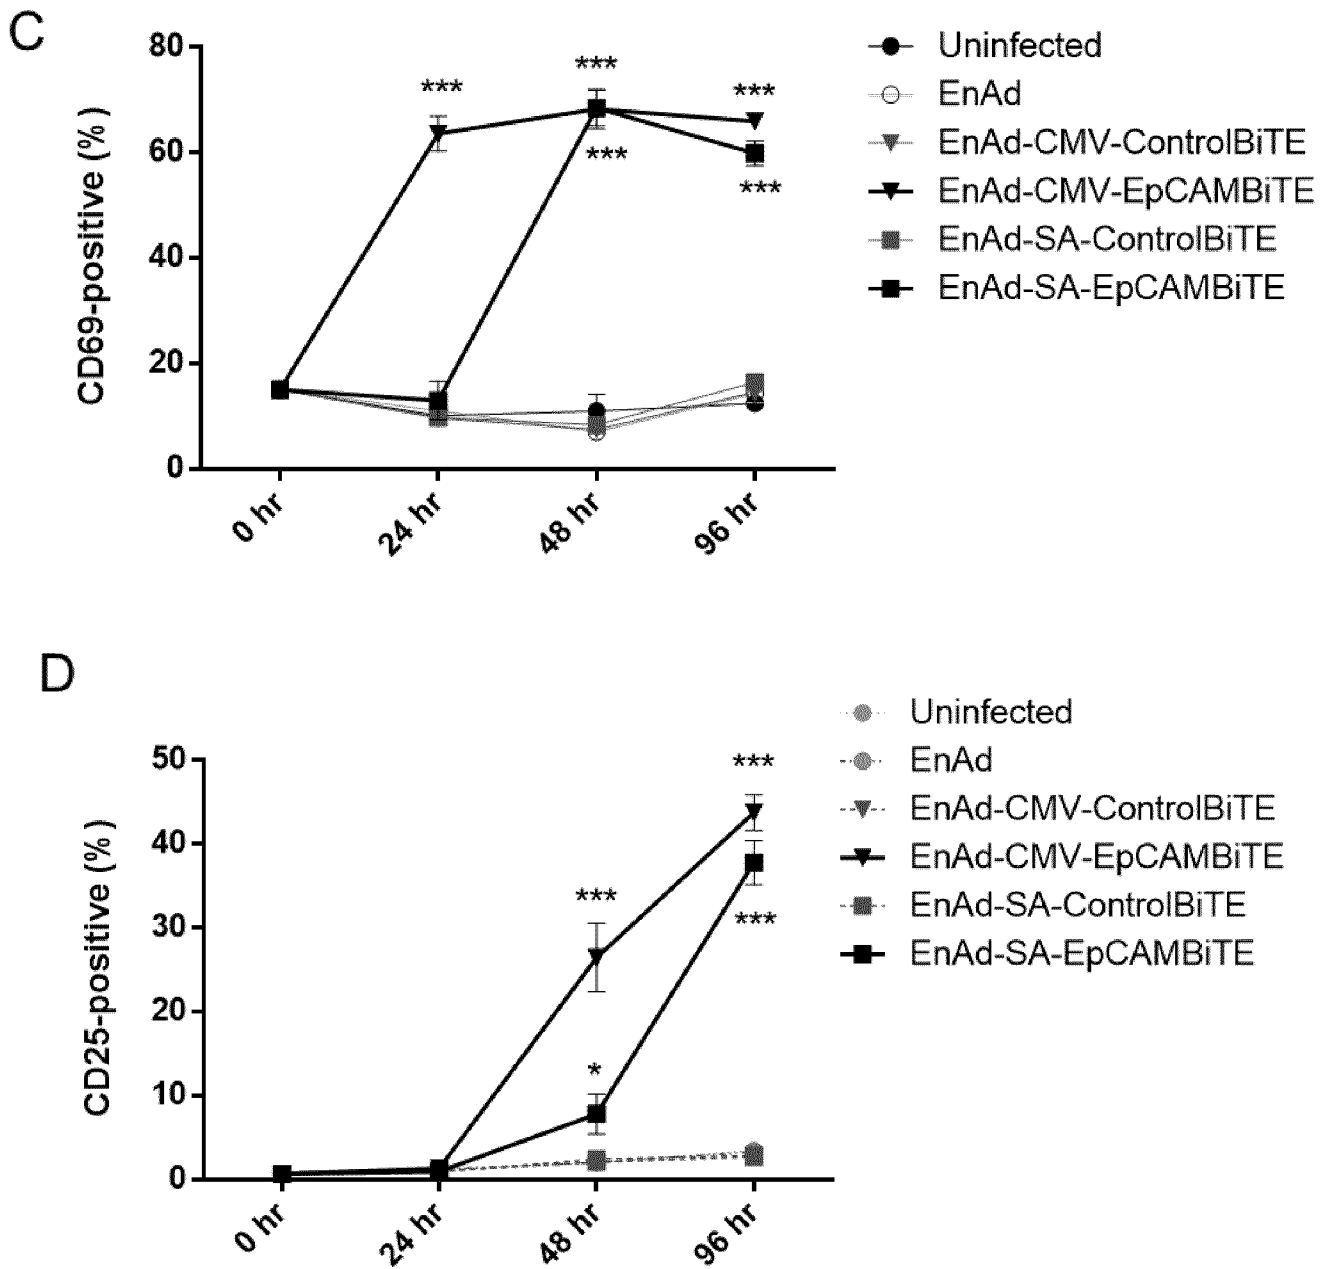 C
80
60
40
20
0
CD69-positive (%)
***
***
***
***
***
0 hr
24 hr
48 hr
96 hr
Uninfected
EnAd
EnAd-CMV-ControlBiTE
EnAd-CMV-EpCAMBiTE
EnAd-SA-ControlBiTE
EnAd-SA-EpCAMBiTE
D
50
40
30
20
10
0
CD25-positive (%)
***
***
***
*
0 hr
24 hr
48 hr
96 hr
Uninfected
EnAd
EnAd-CMV-ControlBiTE
EnAd-CMV-EpCAMBiTE
EnAd-SA-ControlBiTE
EnAd-SA-EpCAMBiTE